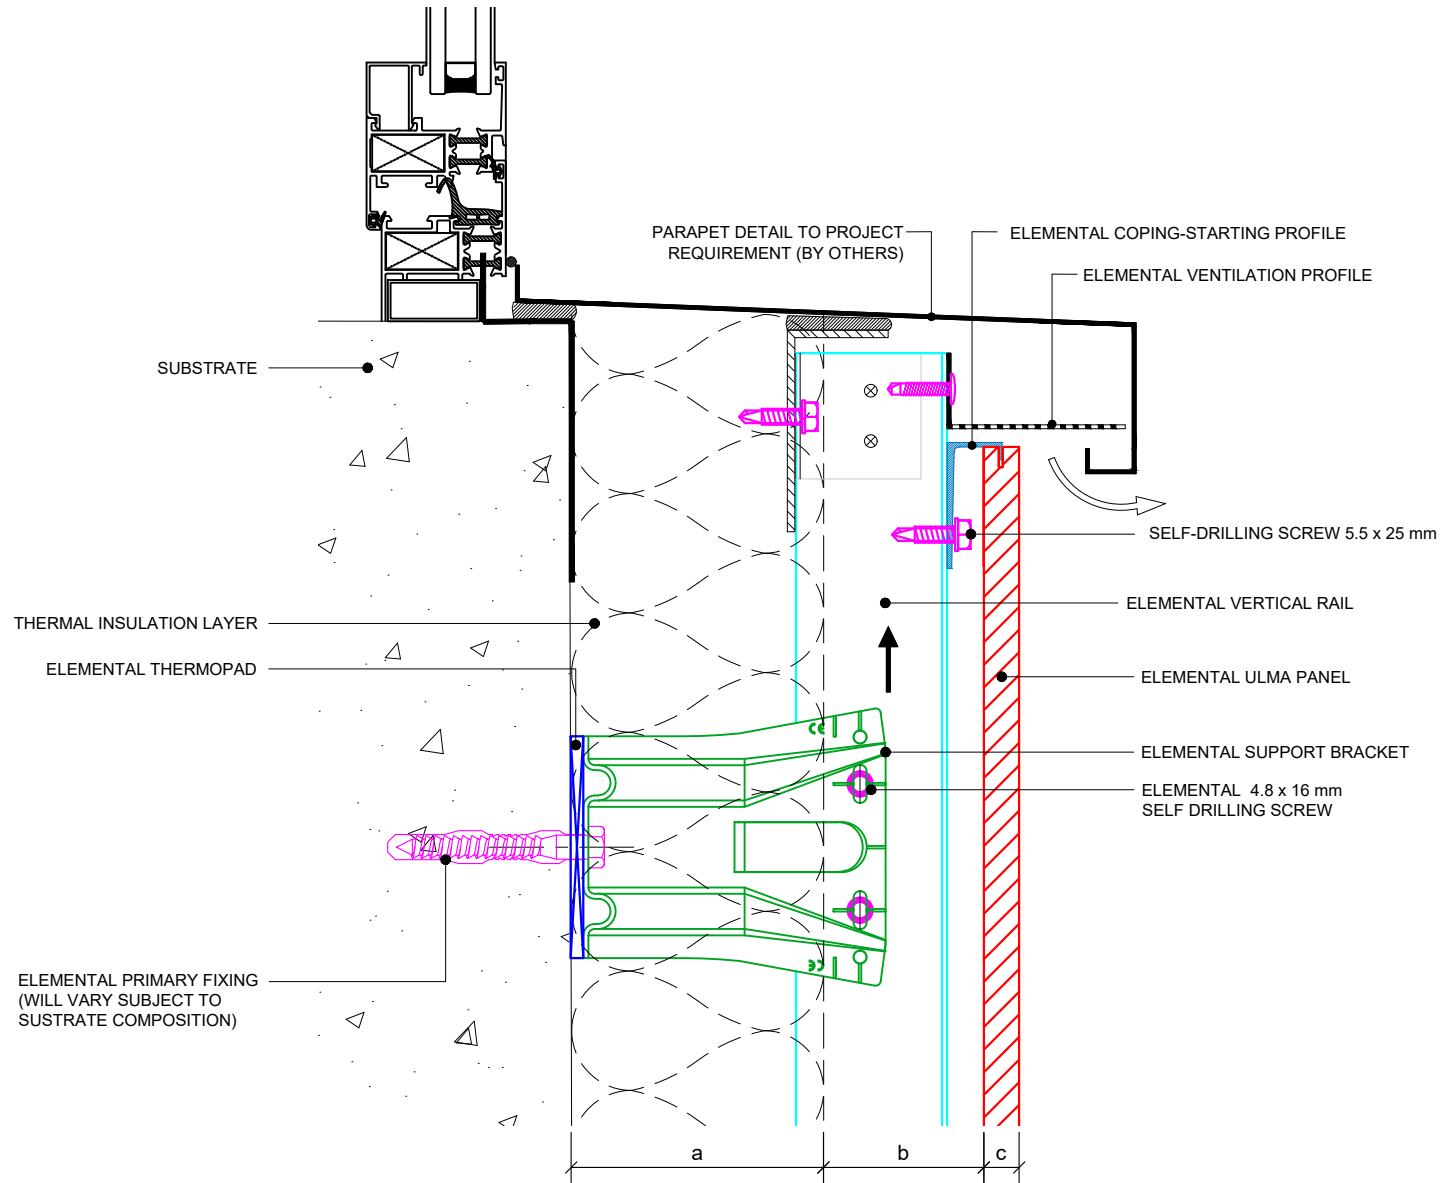 PARAPET DETAIL TO PROJECT
REQUIREMENT (BY OTHERS)
ELEMENTAL COPING-STARTING PROFILE
ELEMENTAL VENTILATION PROFILE
SUBSTRATE
SELF-DRILLING SCREW 5.5 x 25 mm
ELEMENTAL VERTICAL RAIL
THERMAL INSULATION LAYER
ELEMENTAL THERMOPAD
ELEMENTAL ULMA PANEL
CE
ELEMENTAL SUPPORT BRACKET
ELEMENTAL 4.8 x 16 mm
SELF DRILLING SCREW
CE
ELEMENTAL PRIMARY FIXING
(WILL VARY SUBJECT TO
SUSTRATE COMPOSITION)
a b c